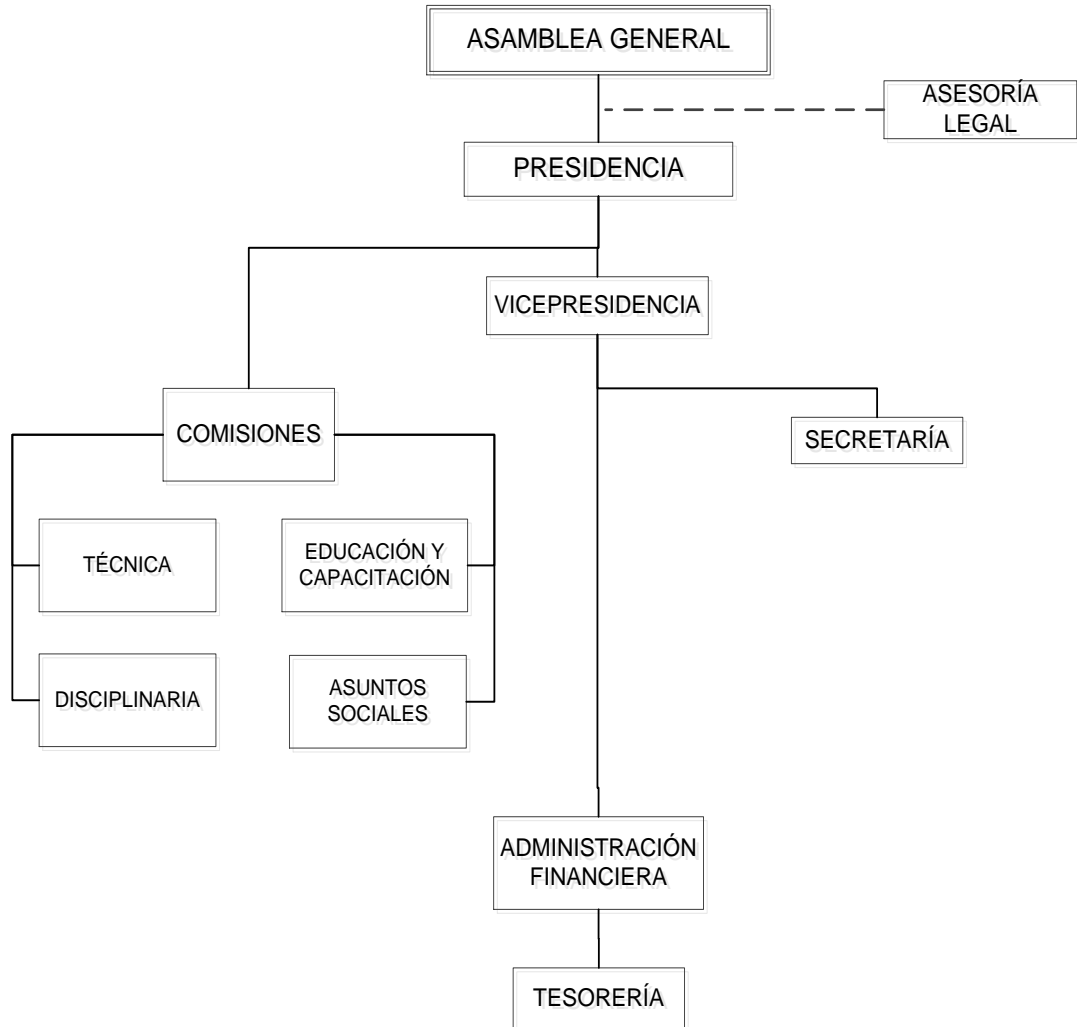 ASAMBLEA GENERAL
ASESORÍA
LEGAL
PRESIDENCIA
VICEPRESIDENCIA
COMISIONES
SECRETARÍA
TÉCNICA
EDUCACIÓN Y
CAPACITACIÓN
DISCIPLINARIA
ASUNTOS
SOCIALES
ADMINISTRACIÓN
FINANCIERA
TESORERÍA